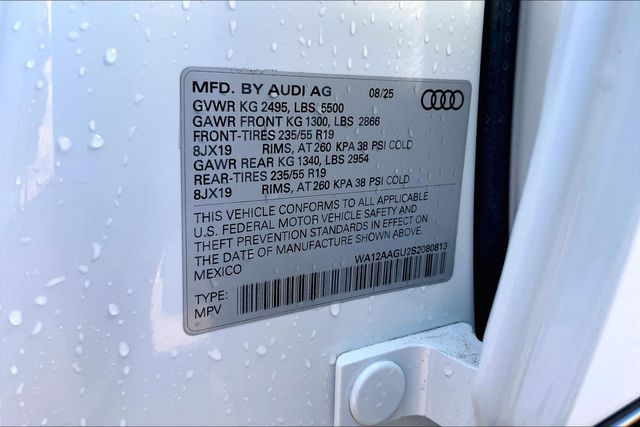 MFD. BY AUDI AG 08/25
GVWR KG 2495, LBS 5500
GAWR FRONT KG 1300, LBS 2866
FRONT-TIRES 235/55 R19
8JX19 RIMS, AT 260 KPA 38 PSI COLD
GAWR REAR KG 1340, LBS 2954
REAR-TIRES 235/55 R19
8JX19 RIMS, AT 260 KPA 38 PSI COLD
THIS VEHICLE CONFORMS TO ALL APPLICABLE
U.S. FEDERAL MOTOR VEHICLE SAFETY AND
THEFT PREVENTION STANDARDS IN EFFECT ON
THE DATE OF MANUFACTURE SHOWN ABOVE.
MEXICO WA12AAGU2S2080813
TYPE:
MPV